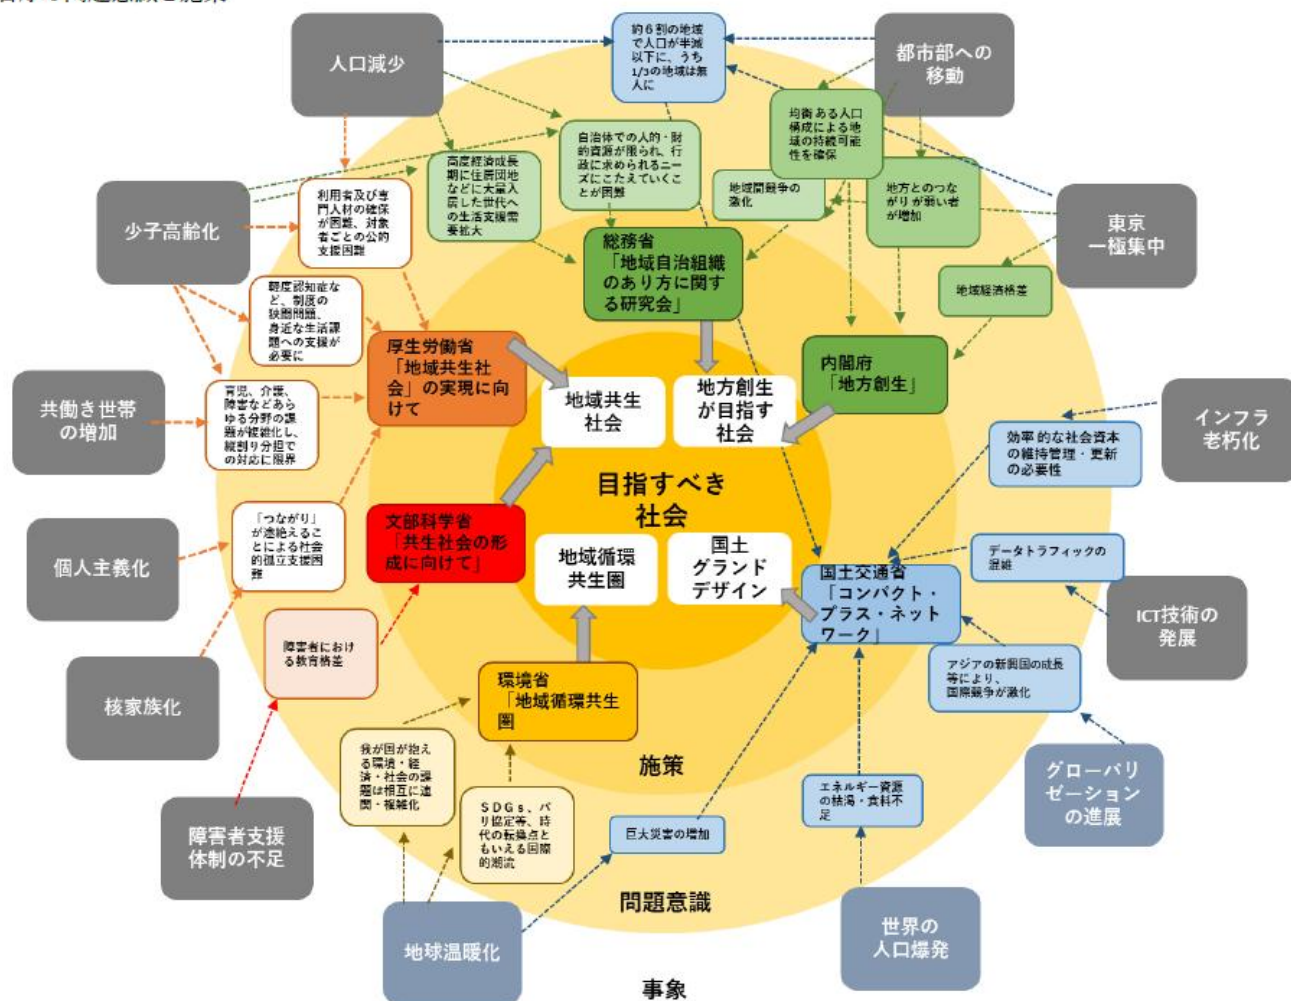 人口減少
約６割の地域
で人口が半減
以下に、うち
1/3の地域は無
人に
都市部への
移動
均衡ある人口
構成による地
域の持続可能
性を確保
自治体での人的・財
的資源が限られ、行
政に求められるニー
ズにこたえていくこ
とが困難
高度経済成長
期に住居団地
などに大量入
居した世代へ
の生活支援需
要拡大
地域間競争の
激化
地方とのつな
がりが弱い者
が増加
少子高齢化
利用者及び専
門人材の確保
が困難、対象
者ごとの公的
支援困難
東京
一極集中
総務省
「地域自治組織
のあり方に関す
る研究会」
地域経済格差
軽度認知症な
ど、制度の
狭間問題、
身近な生活課
題への支援が
必要に
厚生労働省
「地域共生社
会」の実現に向
けて
内閣府
「地方創生」
地域共生
社会
地方創生
が目指す
社会
共働き世帯
の増加
育児、介護、
障害などあら
ゆる分野の課
題が複雑化し、
縦割り分担で
の対応に限界
インフラ
老朽化
効率的な社会資本
の維持管理・更新
の必要性
目指すべき
社会
文部科学省
「共生社会の形
成に向けて」
「つながり」
が途絶えるこ
とによる社会
的孤立支援困
難
個人主義化
地域循環
共生圏
国土
グランド
デザイン
データトラフィックの
混雑
国土交通省
「コンパクト・
プラス・ネット
ワーク」
ICT技術の
発展
障害者におけ
る教育格差
核家族化
アジアの新興国の成長
等により、
国際競争が激化
環境省
「地域循環共生
圏
我が国が抱え
る環境・経
済・社会の課
題は相互に連
関・複雑化
施策
グローバリ
ゼーション
の進展
エネルギー資源
の枯渇・食料不
足
ＳＤＧｓ、パ
リ協定等、時
代の転換点と
もいえる国際
的潮流
巨大災害の増加
障害者支援
体制の不足
問題意識
地球温暖化
世界の
人口爆発
事象